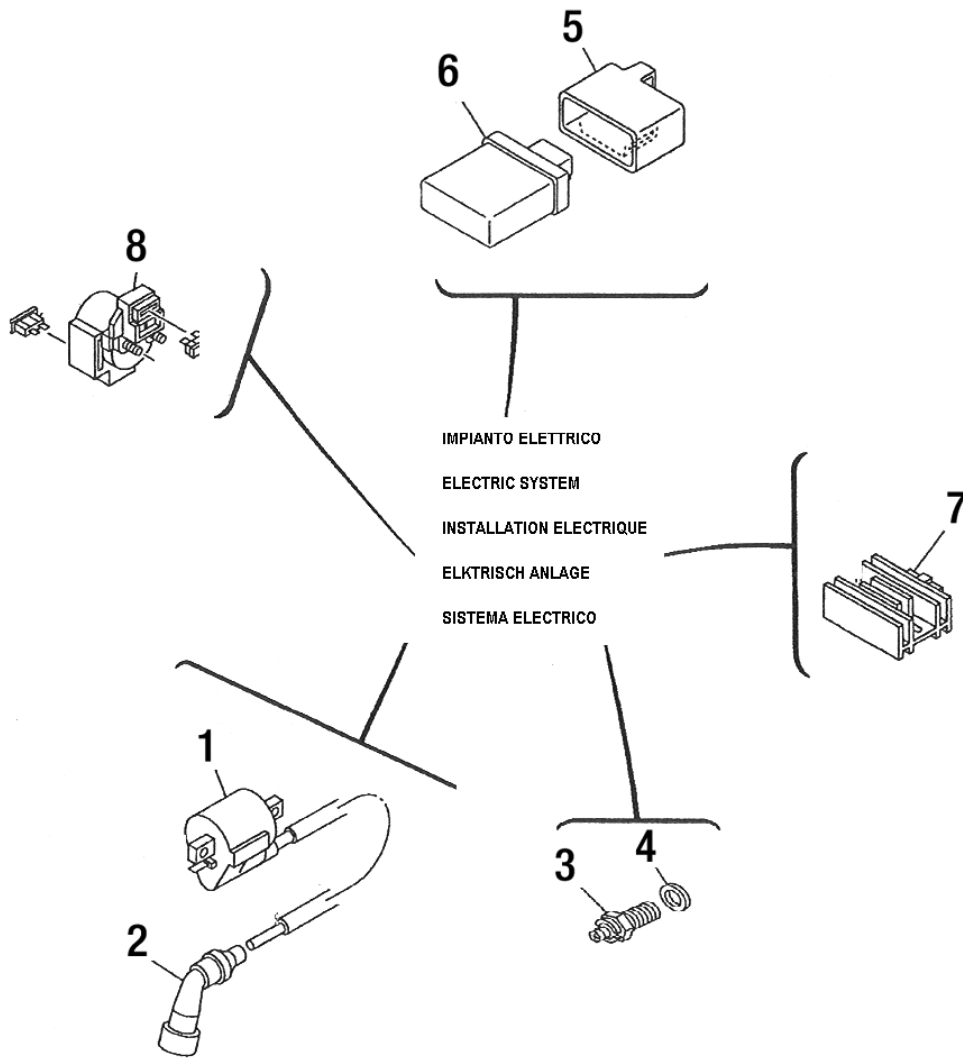 5
6
8
IMPIANTO ELETTRICO
ELECTRIC SYSTEM
INSTALLATION ELECTRIQUE
ELKTRISCH ANLAGE
SISTEMA ELECTRICO
7
1
4
3
2